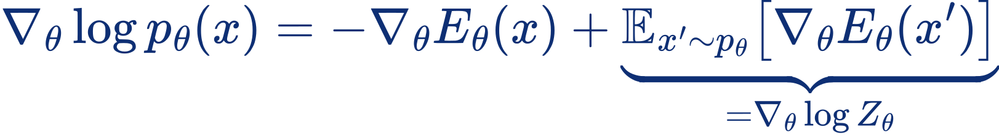 ∇_θ log p_θ(x) = −∇_θ E_θ(x) + 𝔼_{x′∼p_θ}[∇_θ E_θ(x′)]
=∇_θ log Z_θ